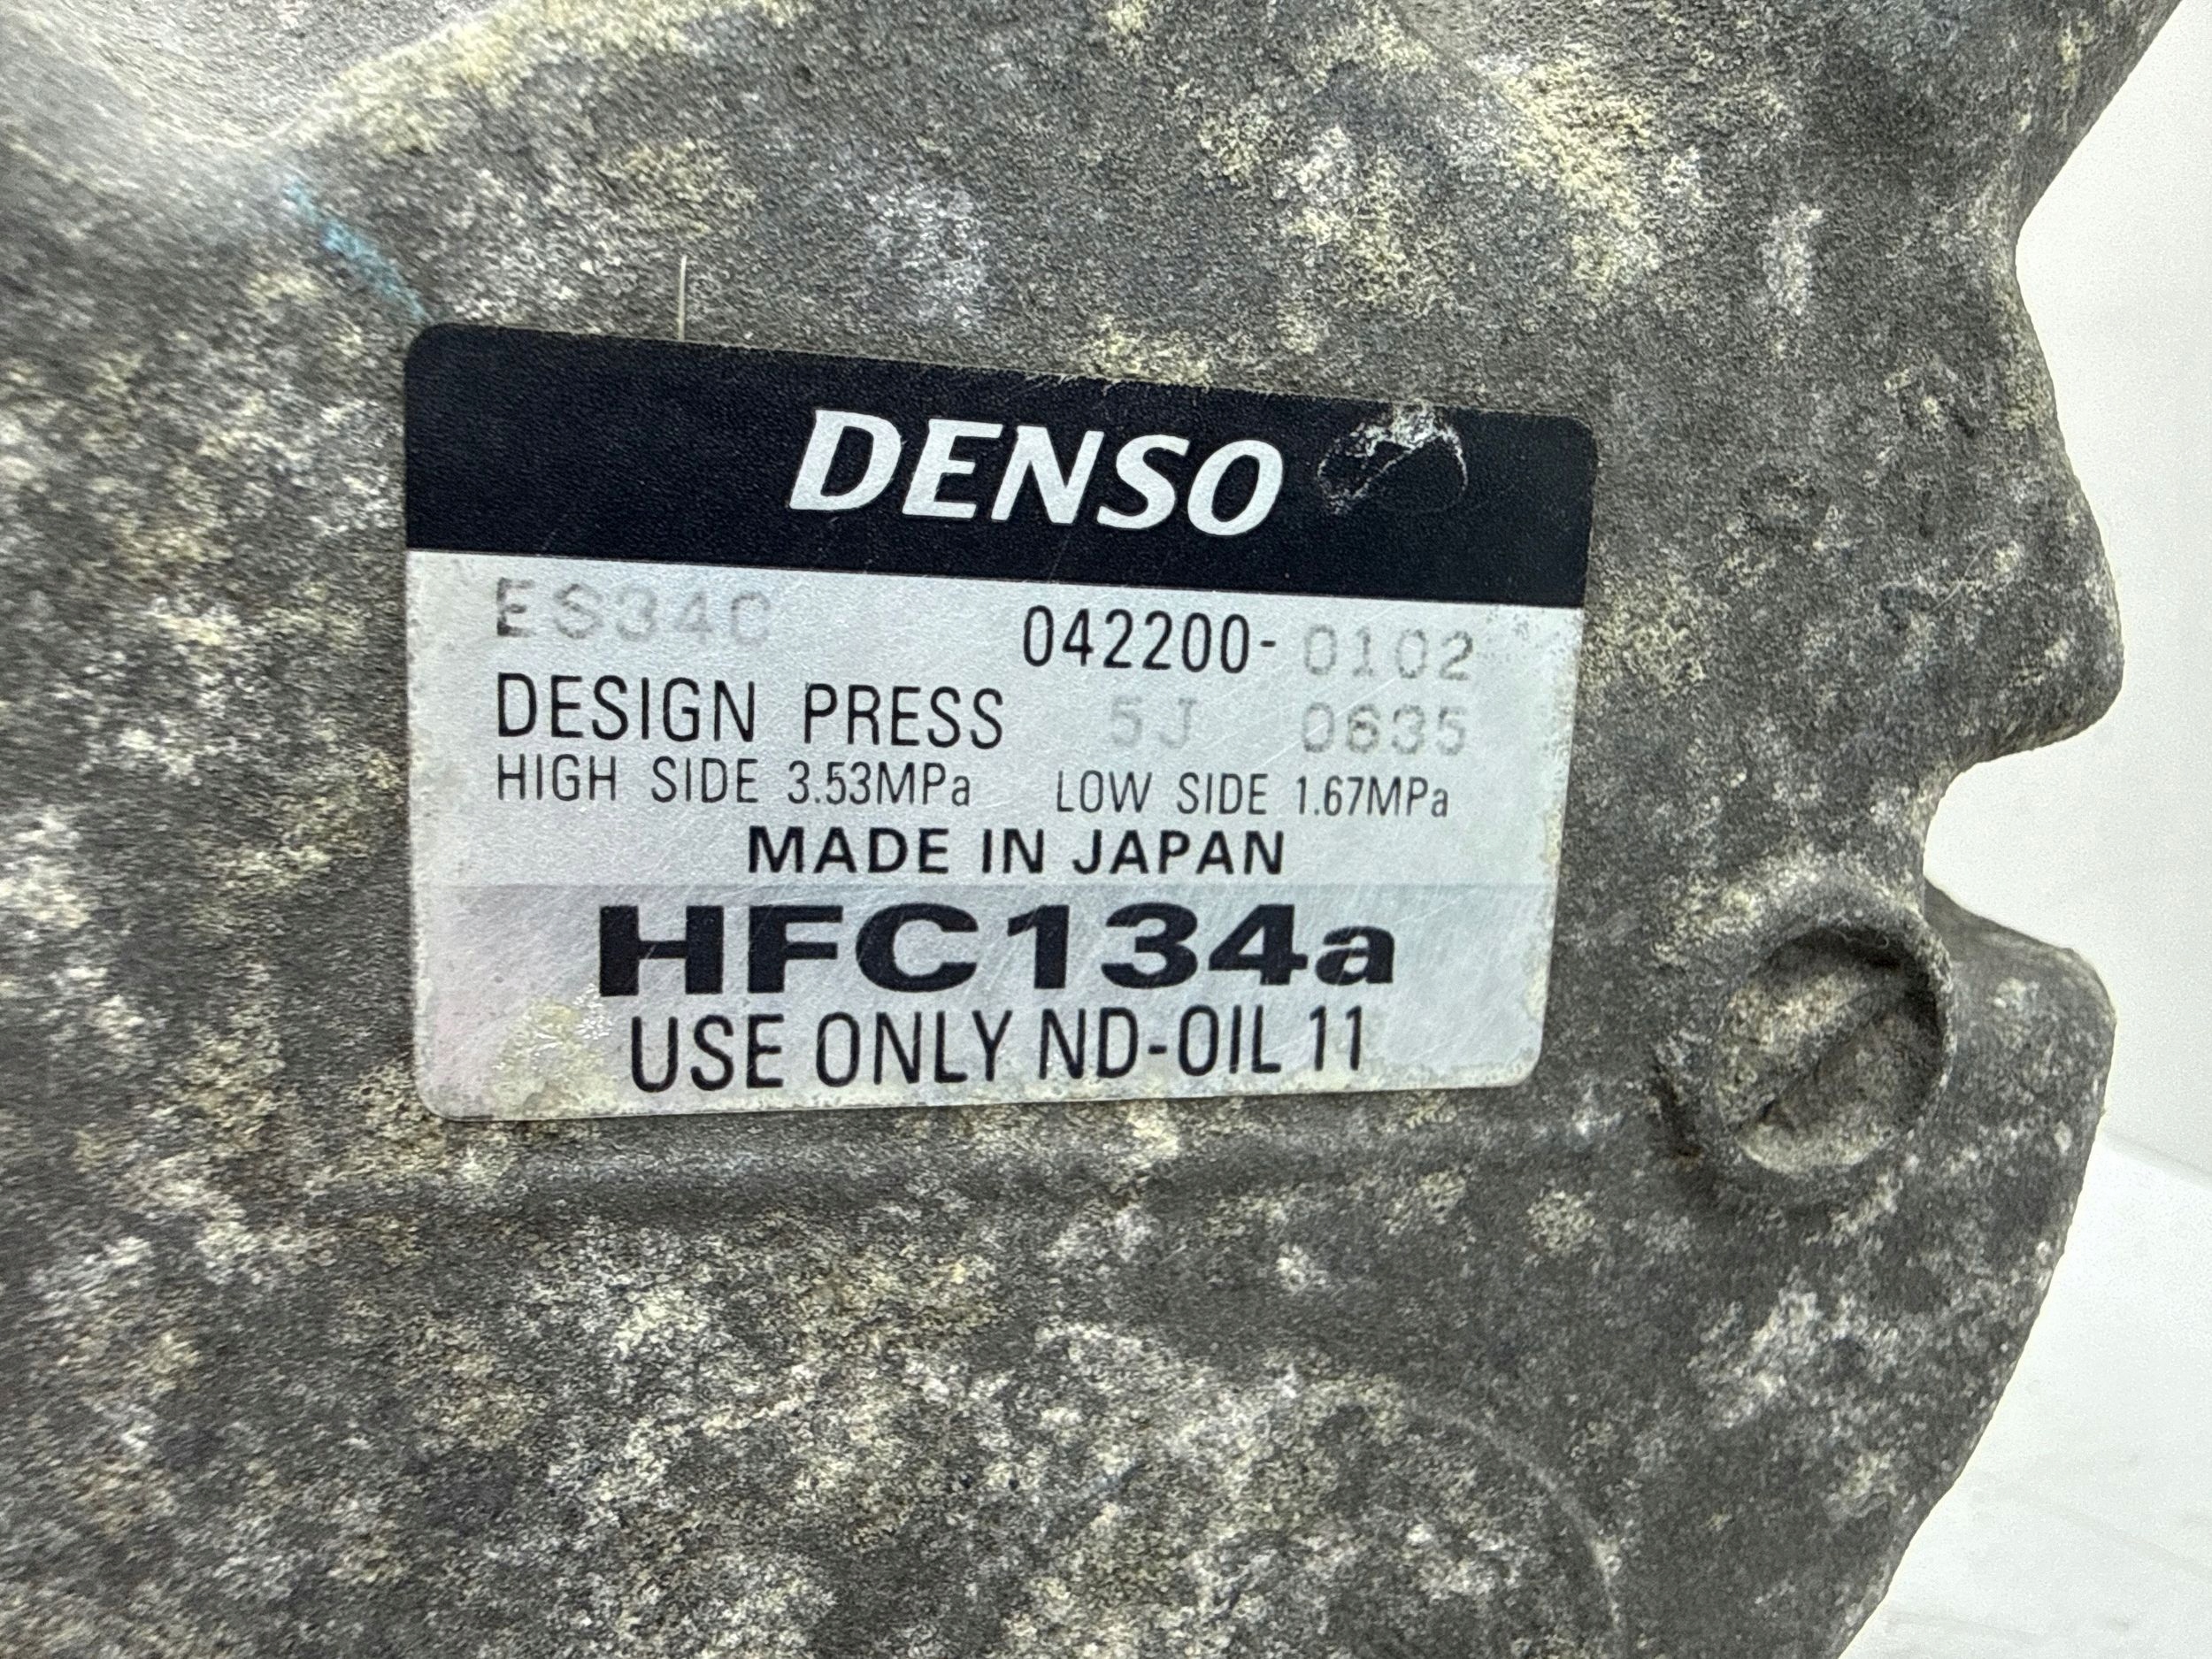 DENSO
ES34C 042200-0102
DESIGN PRESS 5J 0635
HIGH SIDE 3.53MPa LOW SIDE 1.67MPa
MADE IN JAPAN
HFC134a
USE ONLY ND-OIL 11